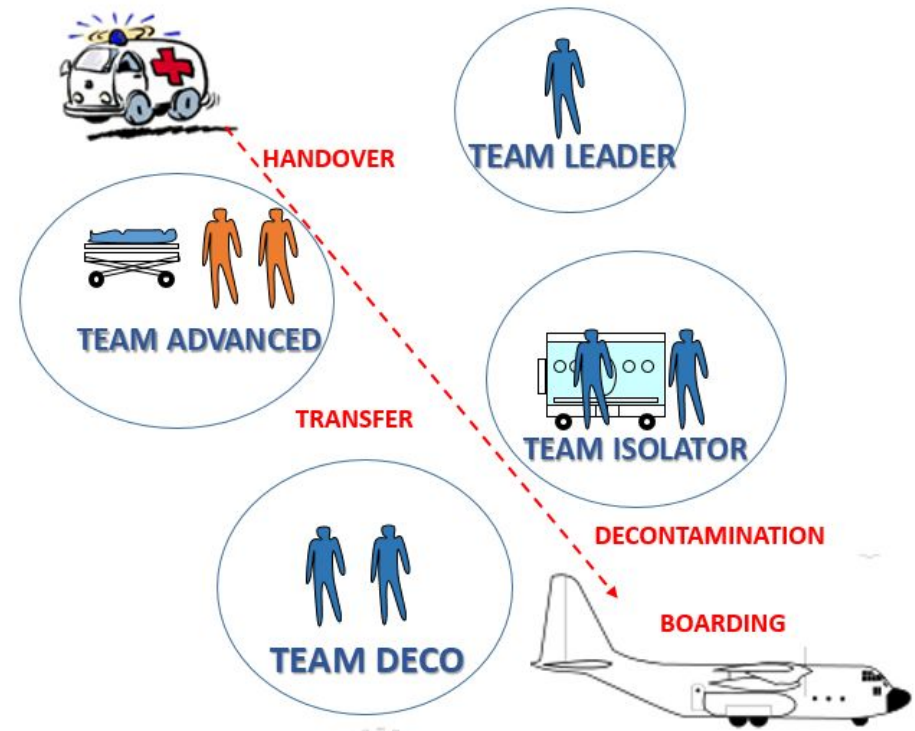 HANDOVER
TEAM LEADER
TEAM ADVANCED
TRANSFER
TEAM ISOLATOR
DECONTAMINATION
BOARDING
TEAM DECO